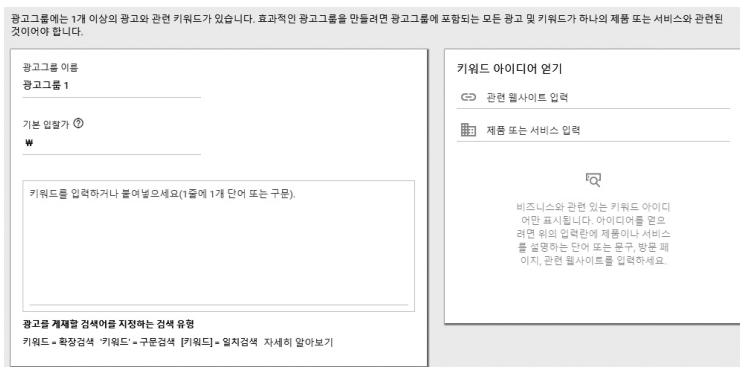 광고그룹에는 1개 이상의 광고와 관련 키워드가 있습니다. 효과적인 광고그룹을 만들려면 광고그룹에 포함되는 모든 광고 및 키워드가 하나의 제품 또는 서비스와 관련된
것이어야 합니다.
광고그룹 이름
광고그룹 1
기본 입찰가 ?
₩
키워드를 입력하거나 붙여넣으세요(1줄에 1개 단어 또는 구문).
광고를 게재할 검색어를 지정하는 검색 유형
키워드 = 확장검색 '키워드' = 구문검색 [키워드] = 일치검색 자세히 알아보기
키워드 아이디어 얻기
관련 웹사이트 입력
제품 또는 서비스 입력
비즈니스와 관련 있는 키워드 아이디
어만 표시됩니다. 아이디어를 얻으
려면 위의 입력란에 제품이나 서비스
를 설명하는 단어 또는 문구, 방문 페
이지, 관련 웹사이트를 입력하세요.